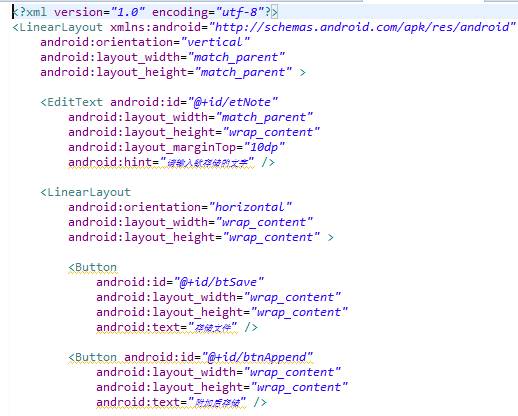 <?xml version="1.0" encoding="utf-8"?>
<LinearLayout xmlns:android="http://schemas.android.com/apk/res/android"
android:orientation="vertical"
android:layout_width="match_parent"
android:layout_height="match_parent" >
<EditText android:id="@+id/etNote"
android:layout_width="match_parent"
android:layout_height="wrap_content"
android:layout_marginTop="10dp"
android:hint="请输入欲存储的文字" />
<LinearLayout
android:orientation="horizontal"
android:layout_width="wrap_content"
android:layout_height="wrap_content" >
<Button
android:id="@+id/btSave"
android:layout_width="wrap_content"
android:layout_height="wrap_content"
android:text="存储文件" />
<Button android:id="@+id/btnAppend"
android:layout_width="wrap_content"
android:layout_height="wrap_content"
android:text="附加后存储" />